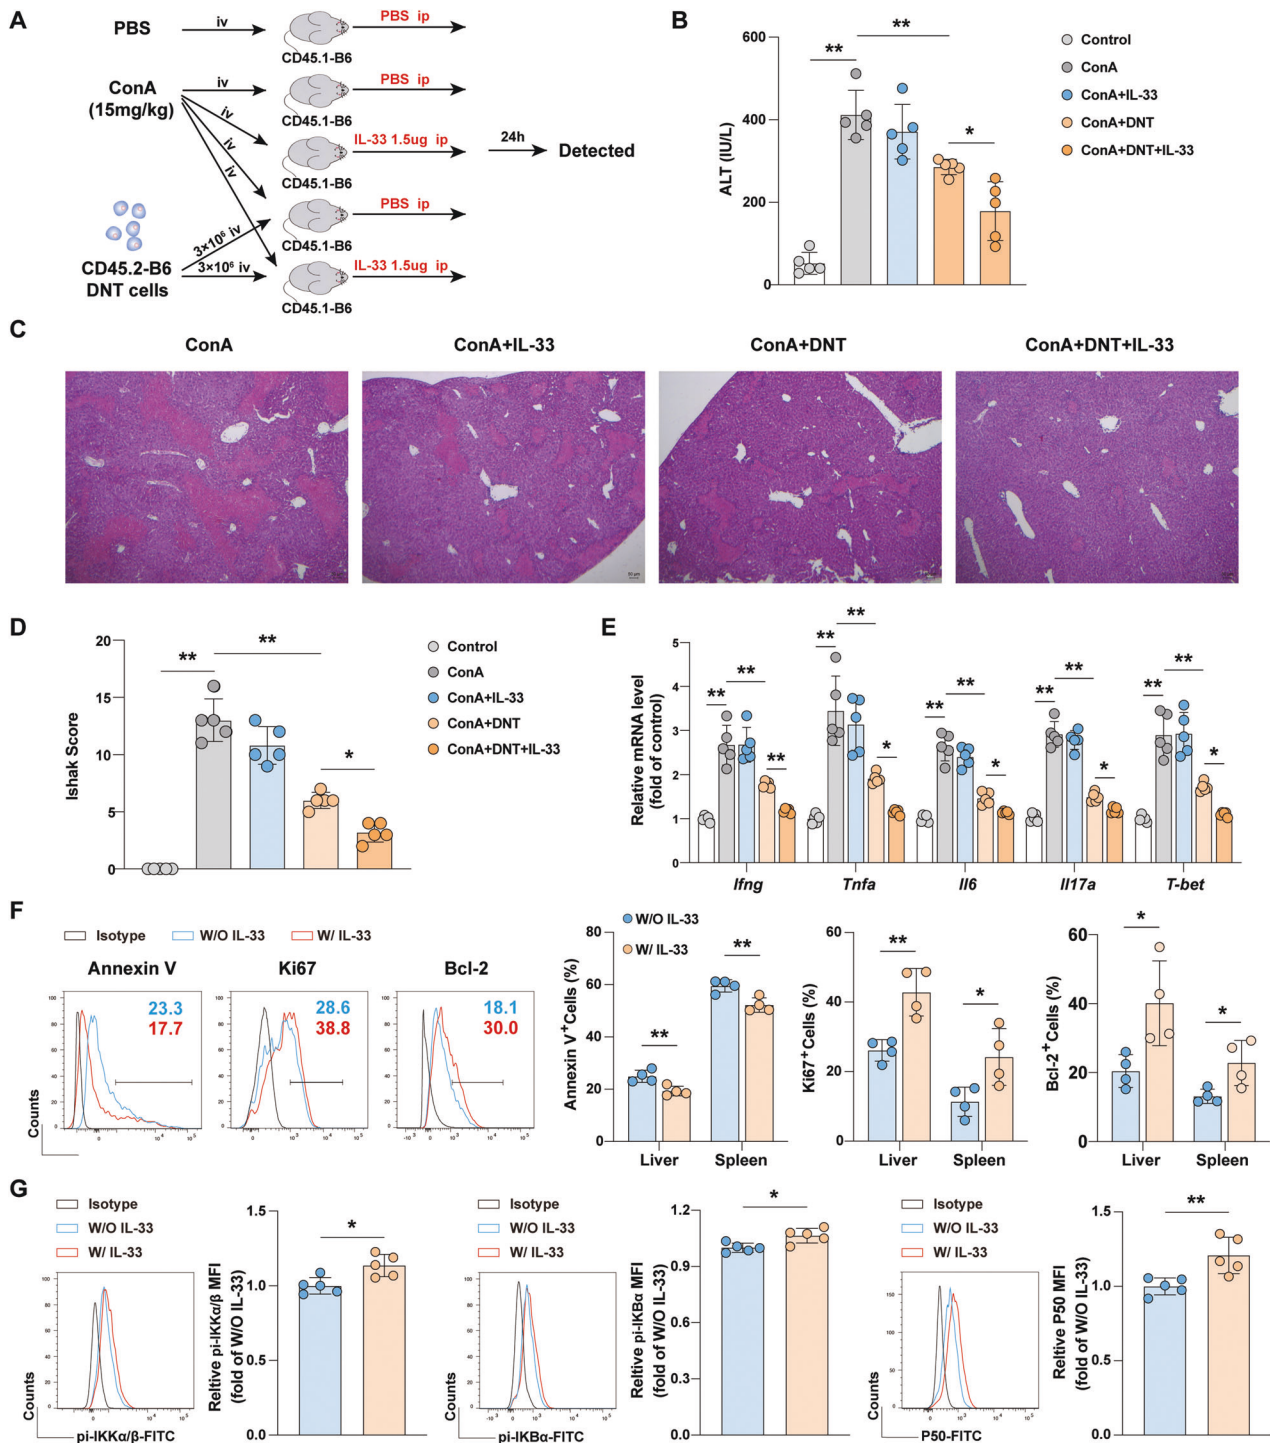 A
PBS
iv
CD45.1-B6
PBS ip
ConA
(15mg/kg)
iv
iv
iv
iv
CD45.1-B6
PBS ip
CD45.1-B6
IL-33 1.5ug ip
24h
Detected
CD45.1-B6
PBS ip
3×10⁶ iv
CD45.2-B6
DNT cells
3×10⁶ iv
CD45.1-B6
IL-33 1.5ug ip
B
ALT (IU/L)
600
400
200
0
**
**
*
Control
ConA
ConA+IL-33
ConA+DNT
ConA+DNT+IL-33
C
ConA
ConA+IL-33
ConA+DNT
ConA+DNT+IL-33
D
Ishak Score
20
15
10
5
0
**
**
*
Control
ConA
ConA+IL-33
ConA+DNT
ConA+DNT+IL-33
E
Relative mRNA level
(fold of control)
5
4
3
2
1
0
** ** **
** ** *
** ** *
** ** *
** ** *
Ifng Tnfa Il6 Il17a T-bet
F
Isotype W/O IL-33 W/ IL-33
Annexin V
23.3
17.7
Ki67
28.6
38.8
Bcl-2
18.1
30.0
Counts
W/O IL-33
W/ IL-33
Annexin V⁺Cells (%)
80
60
40
20
0
**
**
Liver Spleen
Ki67⁺Cells (%)
60
40
20
0
**
*
Liver Spleen
Bcl-2⁺Cells (%)
60
40
20
0
*
*
Liver Spleen
G
Isotype
W/O IL-33
W/ IL-33
Counts
pi-IKKα/β-FITC
Reltive pi-IKKα/β MFI
(fold of W/O IL-33)
1.5
1.0
0.5
0.0
*
Isotype
W/O IL-33
W/ IL-33
Counts
pi-IKBα-FITC
Reltive pi-IKBα MFI
(fold of W/O IL-33)
1.2
0.9
0.6
0.3
0.0
*
Isotype
W/O IL-33
W/ IL-33
Counts
P50-FITC
Reltive P50 MFI
(fold of W/O IL-33)
1.5
1.0
0.5
0.0
**